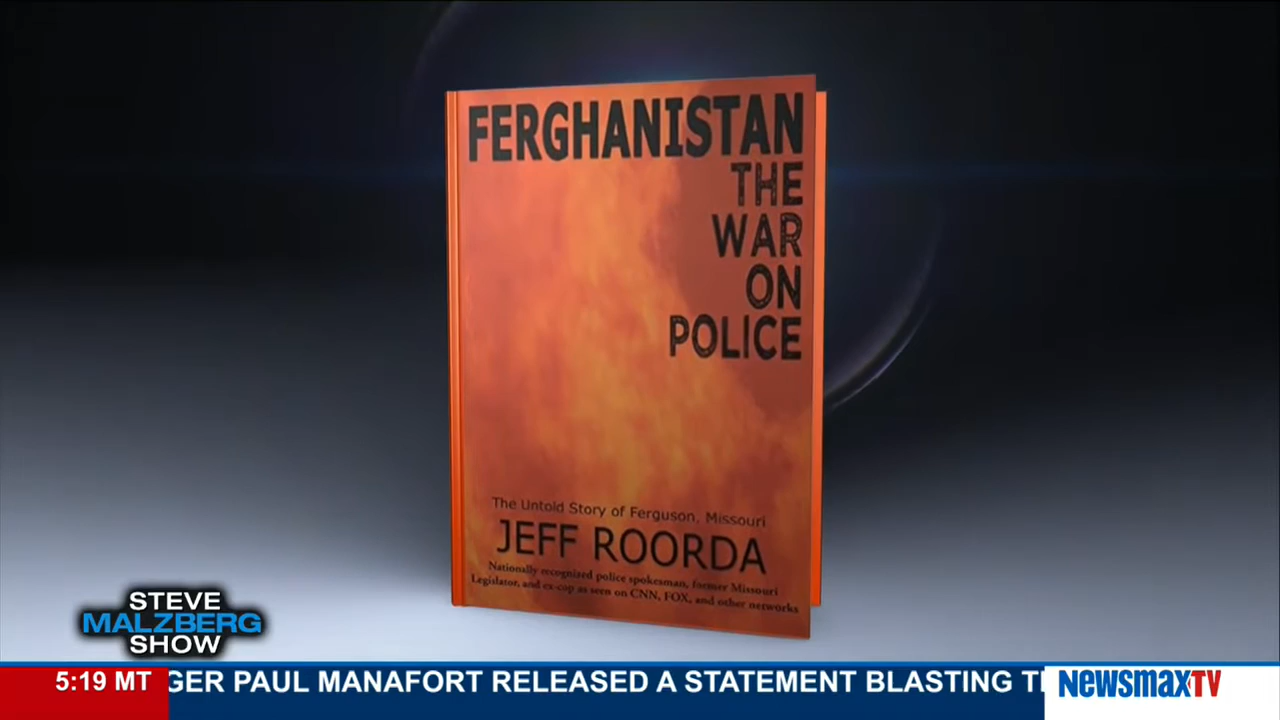 FERGHANISTAN
THE
WAR
ON
POLICE
The Untold Story of Ferguson, Missouri
JEFF ROORDA
Nationally recognized police spokesman, former Missouri
Legislator, and ex-cop as seen on CNN, FOX, and other networks
STEVE
MALZBERG
SHOW
5:19 MT
GER PAUL MANAFORT RELEASED A STATEMENT BLASTING T
NEWSMAXTV